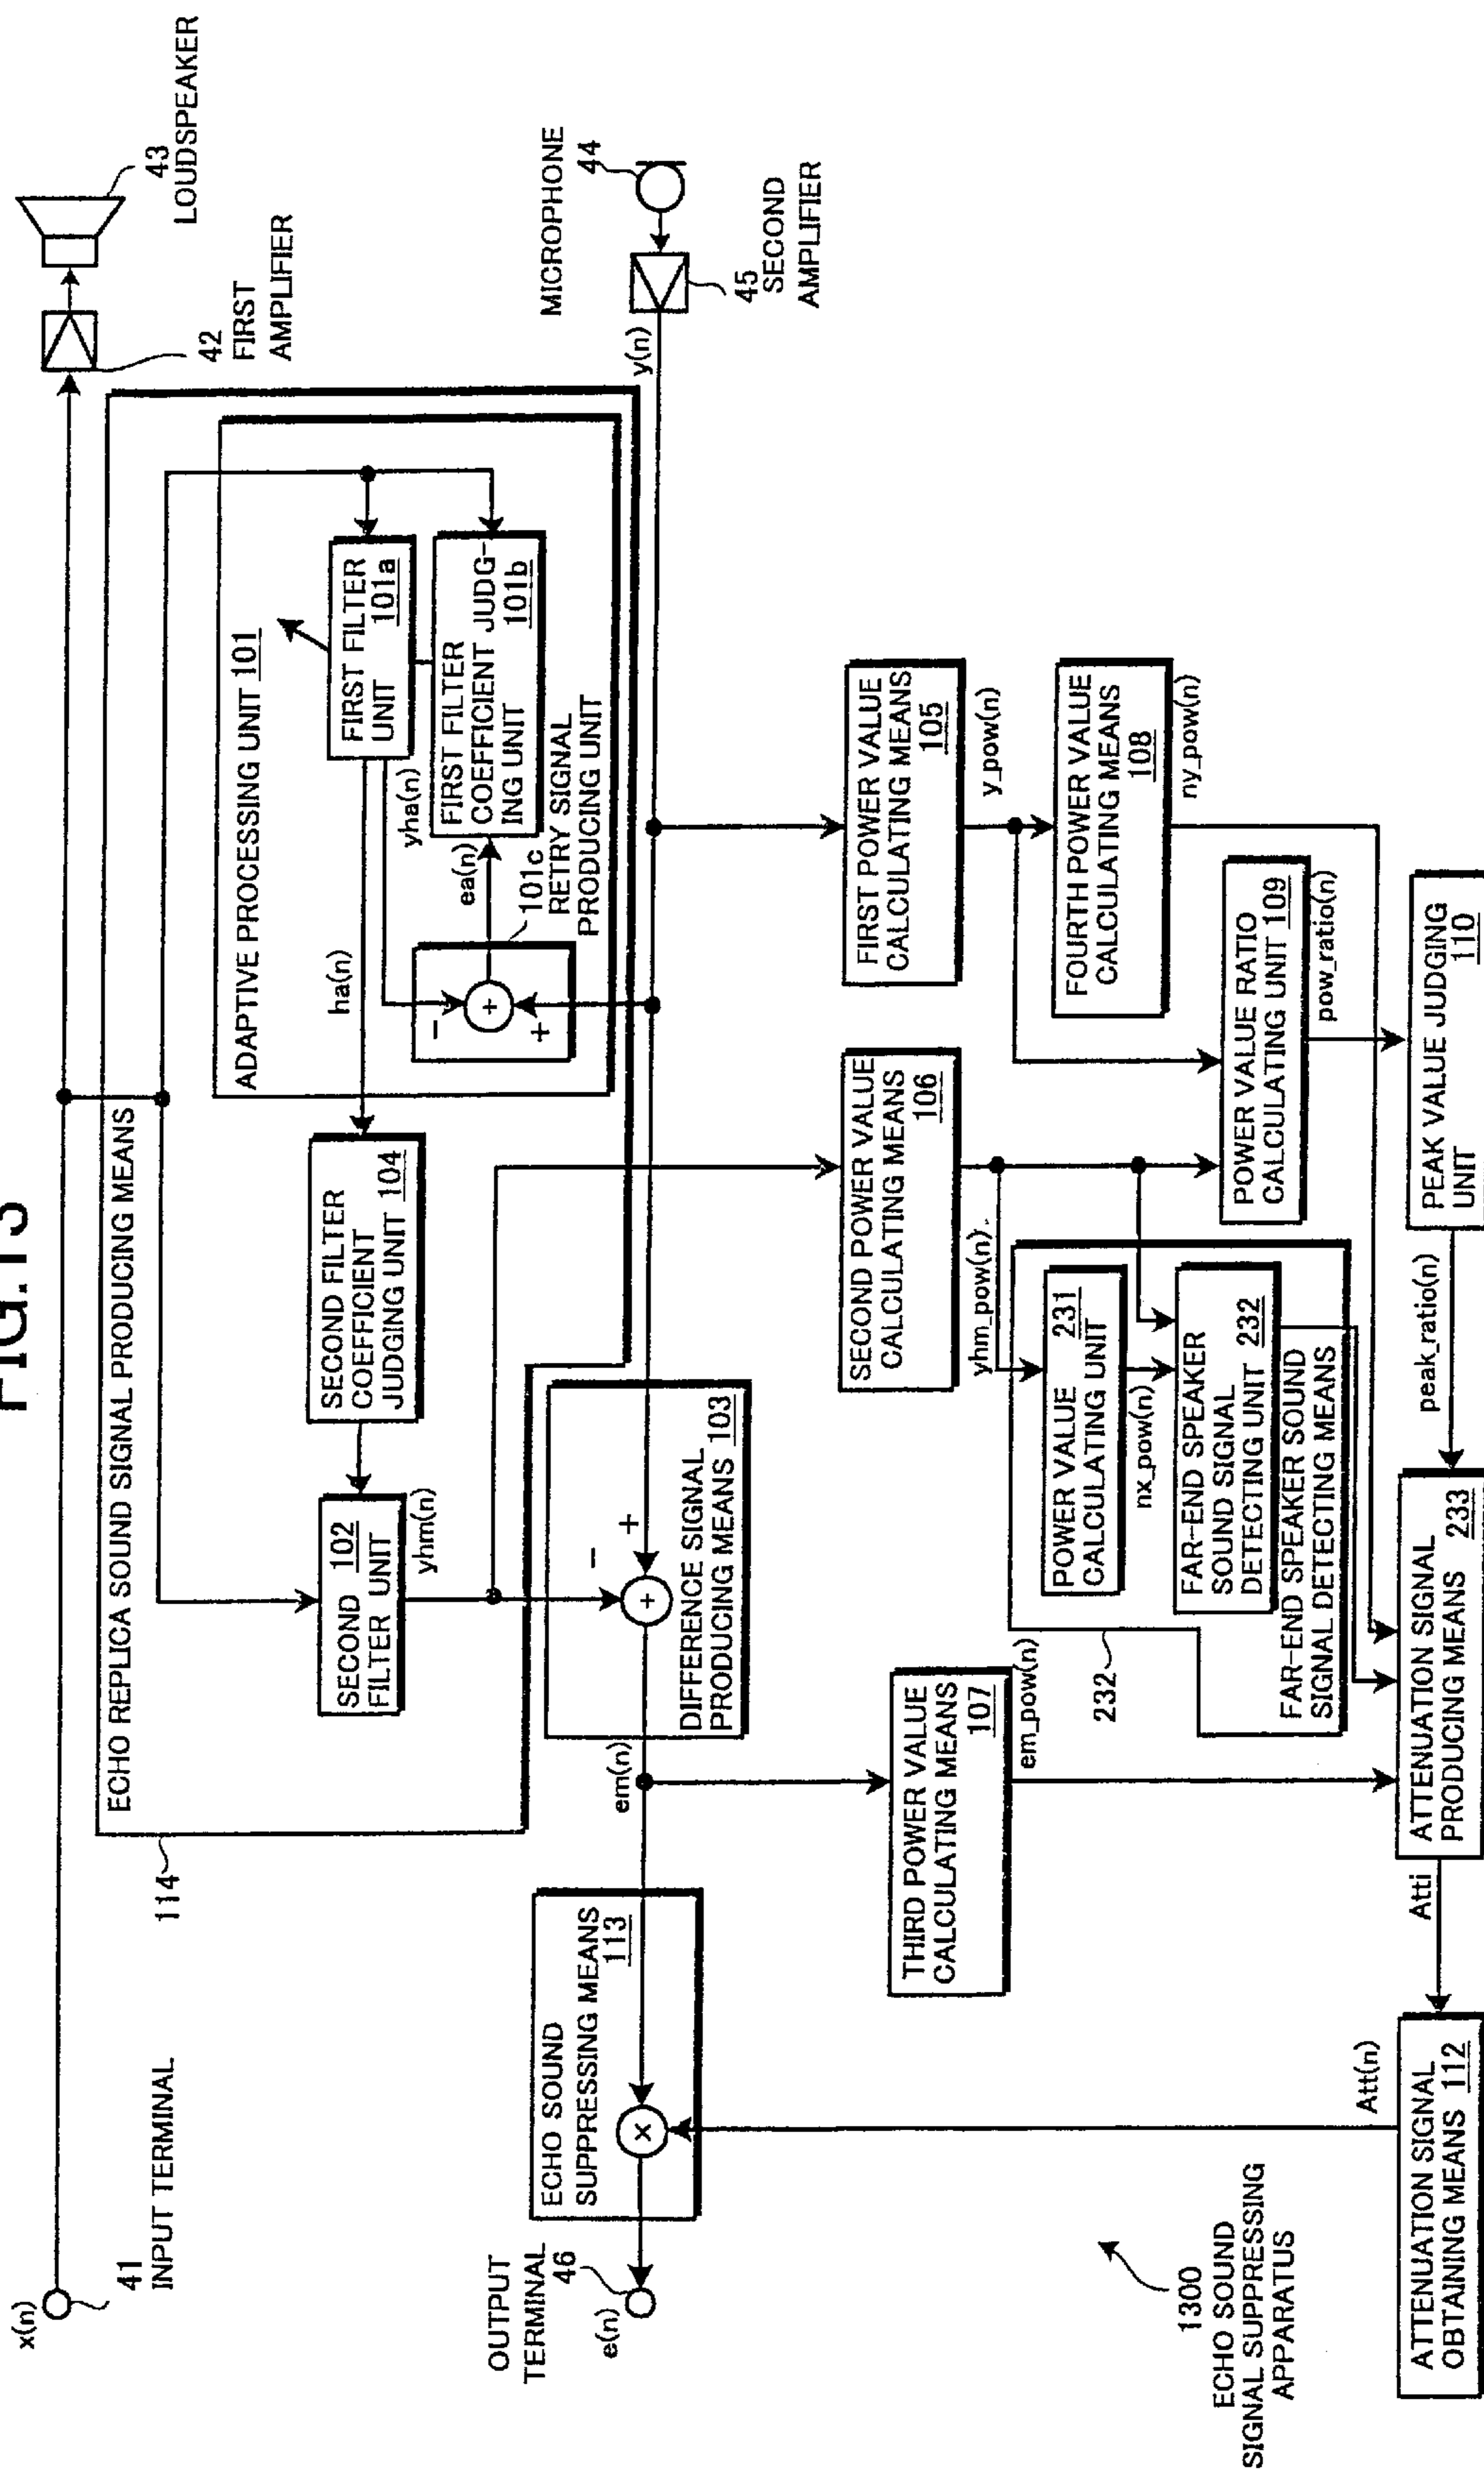 FIG.13
x(n)
41
INPUT TERMINAL
42
FIRST
AMPLIFIER
43
LOUDSPEAKER
114
ECHO REPLICA SOUND SIGNAL PRODUCING MEANS
SECOND 102
FILTER UNIT
yhm(n)
SECOND FILTER
COEFFICIENT
JUDGING UNIT 104
ADAPTIVE PROCESSING UNIT 101
ha(n)
FIRST FILTER
UNIT 101a
yha(n)
FIRST FILTER
COEFFICIENT JUDG-
ING UNIT 101b
ea(n)
101c
RETRY SIGNAL
PRODUCING UNIT
-
+
+
MICROPHONE
44
45
SECOND
AMPLIFIER
y(n)
OUTPUT
TERMINAL
46
e(n)
ECHO SOUND
SUPPRESSING MEANS
113
×
em(n)
-
+
+
DIFFERENCE SIGNAL
PRODUCING MEANS 103
THIRD POWER VALUE
CALCULATING MEANS
107
em_pow(n)
SECOND POWER VALUE
CALCULATING MEANS
106
yhm_pow(n)
FIRST POWER VALUE
CALCULATING MEANS
105
y_pow(n)
FOURTH POWER VALUE
CALCULATING MEANS
108
ny_pow(n)
232
POWER VALUE 231
CALCULATING UNIT
nx_pow(n)
FAR-END SPEAKER
SOUND SIGNAL
DETECTING UNIT 232
FAR-END SPEAKER SOUND
SIGNAL DETECTING MEANS
POWER VALUE RATIO
CALCULATING UNIT 109
pow_ratio(n)
PEAK VALUE JUDGING
UNIT 110
peak_ratio(n)
ATTENUATION SIGNAL
PRODUCING MEANS 233
Atti
ATTENUATION SIGNAL
OBTAINING MEANS 112
Att(n)
1300
ECHO SOUND
SIGNAL SUPPRESSING
APPARATUS